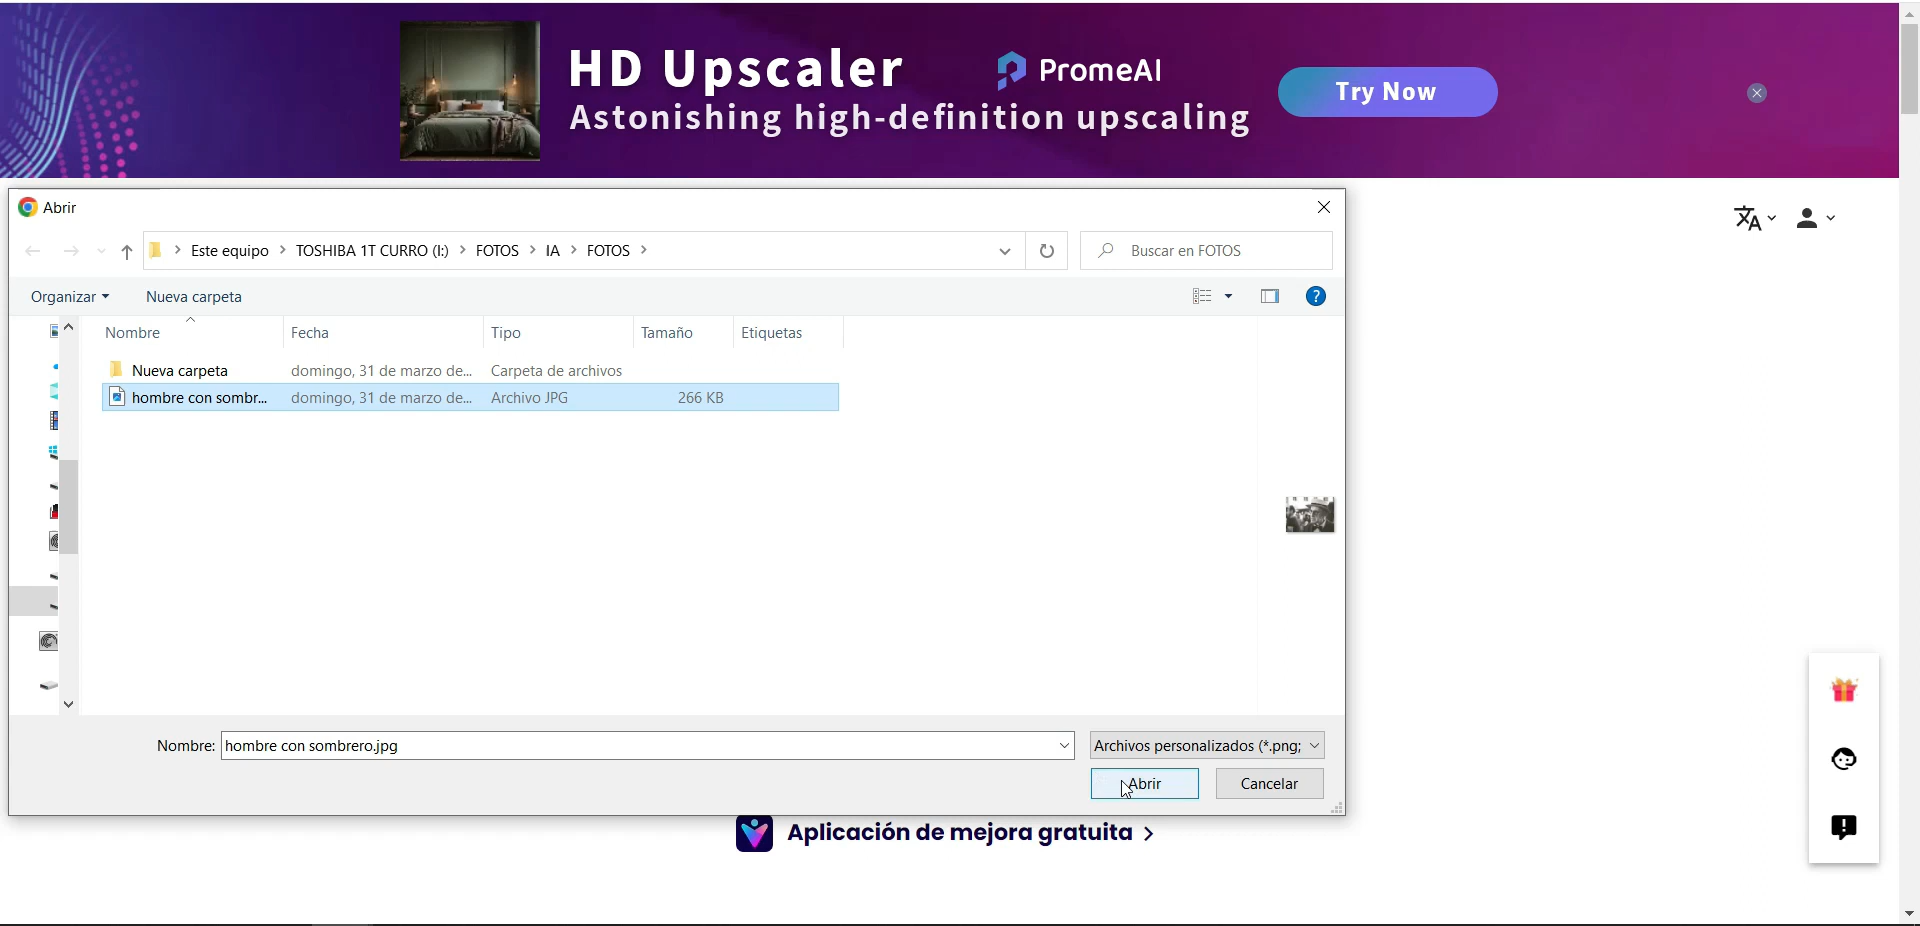 HD Upscaler
PromeAI
Astonishing high-definition upscaling
Try Now
Abrir
Este equipo > TOSHIBA 1T CURRO (I:) > FOTOS > IA > FOTOS >
Buscar en FOTOS
Organizar
Nueva carpeta
Nombre Fecha Tipo Tamaño Etiquetas
Nueva carpeta domingo, 31 de marzo de... Carpeta de archivos
hombre con sombr... domingo, 31 de marzo de... Archivo JPG 266 KB
Nombre: hombre con sombrero.jpg
Archivos personalizados (*.png;
Abrir
Cancelar
Aplicación de mejora gratuita >